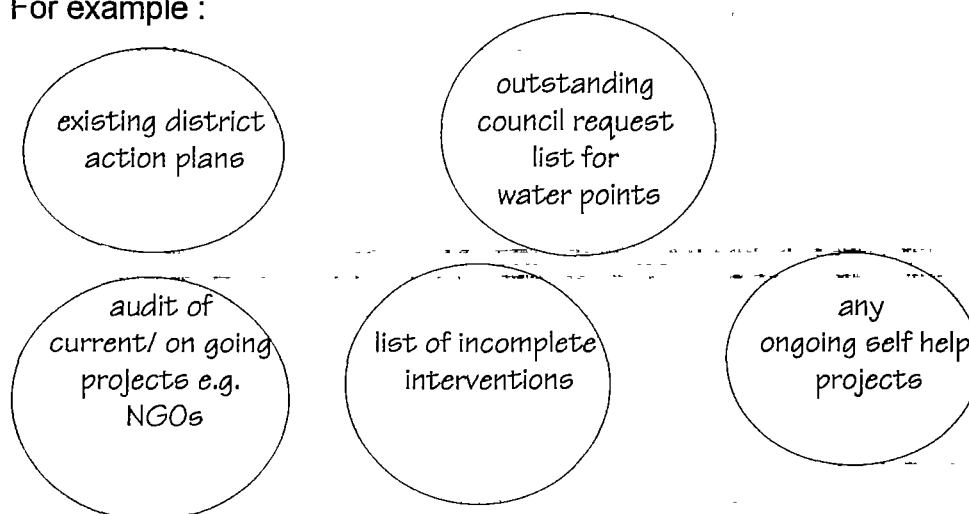 For example :
existing district
action plans
outstanding
council request
list for
water points
audit of
current/ on going
projects e.g.
NGOs
list of incomplete
interventions
any
ongoing self help
projects